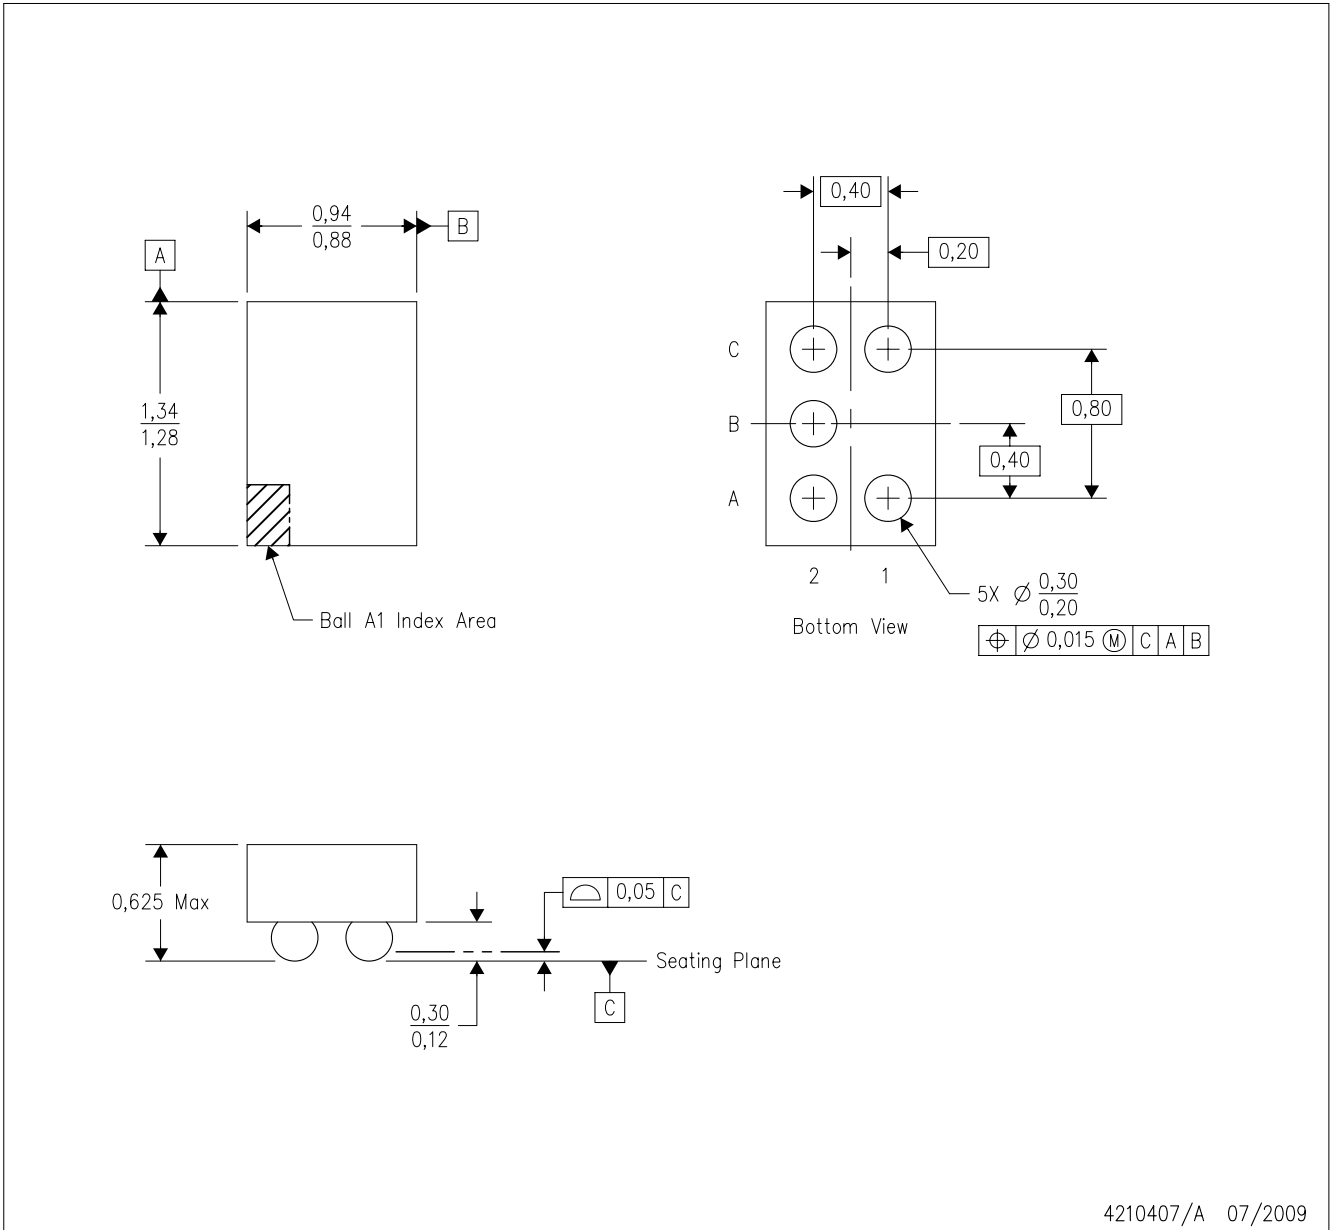 0,40
0,94
0,88
B
0,20
A
C
1,34
1,28
B
0,80
0,40
A
2 1
5X Ø 0,30
0,20
Ball A1 Index Area
Bottom View
⌖ Ø 0,015 Ⓜ C A B
0,625 Max
⌓ 0,05 C
Seating Plane
0,30
0,12
C
4210407/A 07/2009